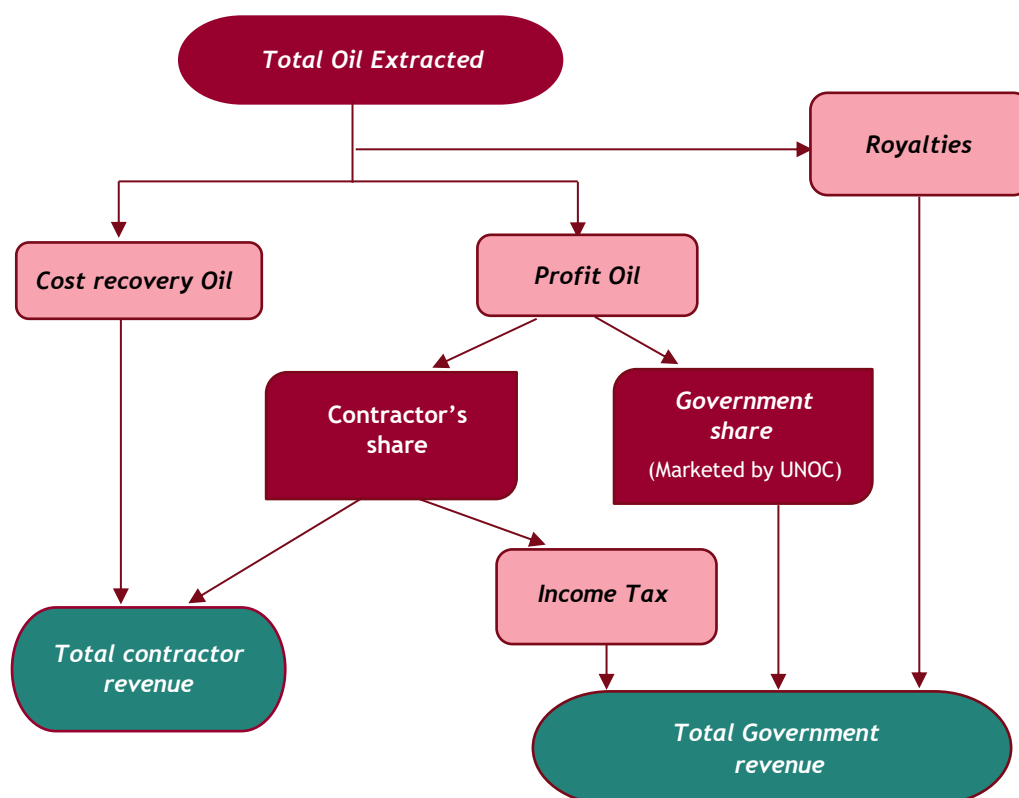 Total Oil Extracted
Royalties
Cost recovery Oil
Profit Oil
Contractor’s
share
Government
share
(Marketed by UNOC)
Income Tax
Total contractor
revenue
Total Government
revenue